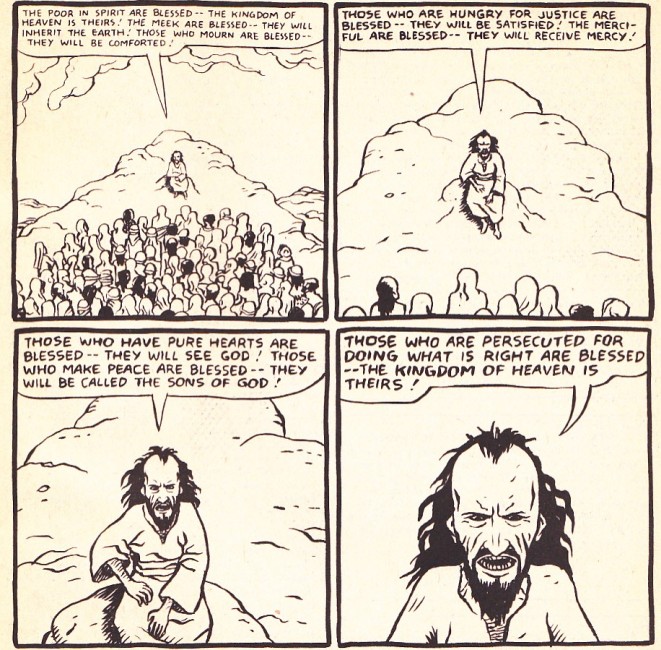 THE POOR IN SPIRIT ARE BLESSED -- THE KINGDOM OF
HEAVEN IS THEIRS! THE MEEK ARE BLESSED -- THEY WILL
INHERIT THE EARTH! THOSE WHO MOURN ARE BLESSED --
THEY WILL BE COMFORTED!
THOSE WHO ARE HUNGRY FOR JUSTICE ARE
BLESSED -- THEY WILL BE SATISFIED! THE MERCI-
FUL ARE BLESSED -- THEY WILL RECEIVE MERCY!
THOSE WHO HAVE PURE HEARTS ARE
BLESSED -- THEY WILL SEE GOD! THOSE
WHO MAKE PEACE ARE BLESSED -- THEY
WILL BE CALLED THE SONS OF GOD!
THOSE WHO ARE PERSECUTED FOR
DOING WHAT IS RIGHT ARE BLESSED
-- THE KINGDOM OF HEAVEN IS
THEIRS!